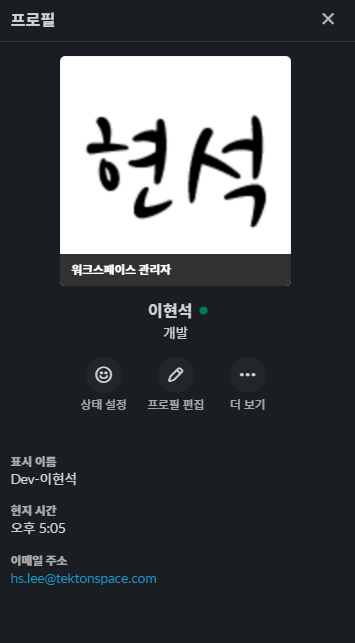 프로필
현석
워크스페이스 관리자
이현석
개발
상태 설정 프로필 편집 더 보기
표시 이름
Dev-이현석
현지 시간
오후 5:05
이메일 주소
hs.lee@tektonspace.com